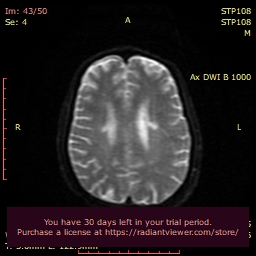 Im: 43/50
Se: 4
A
STP108
STP108
M
Ax DWI B 1000
R
L
You have 30 days left in your trial period.
Purchase a license at https://radiantviewer.com/store/